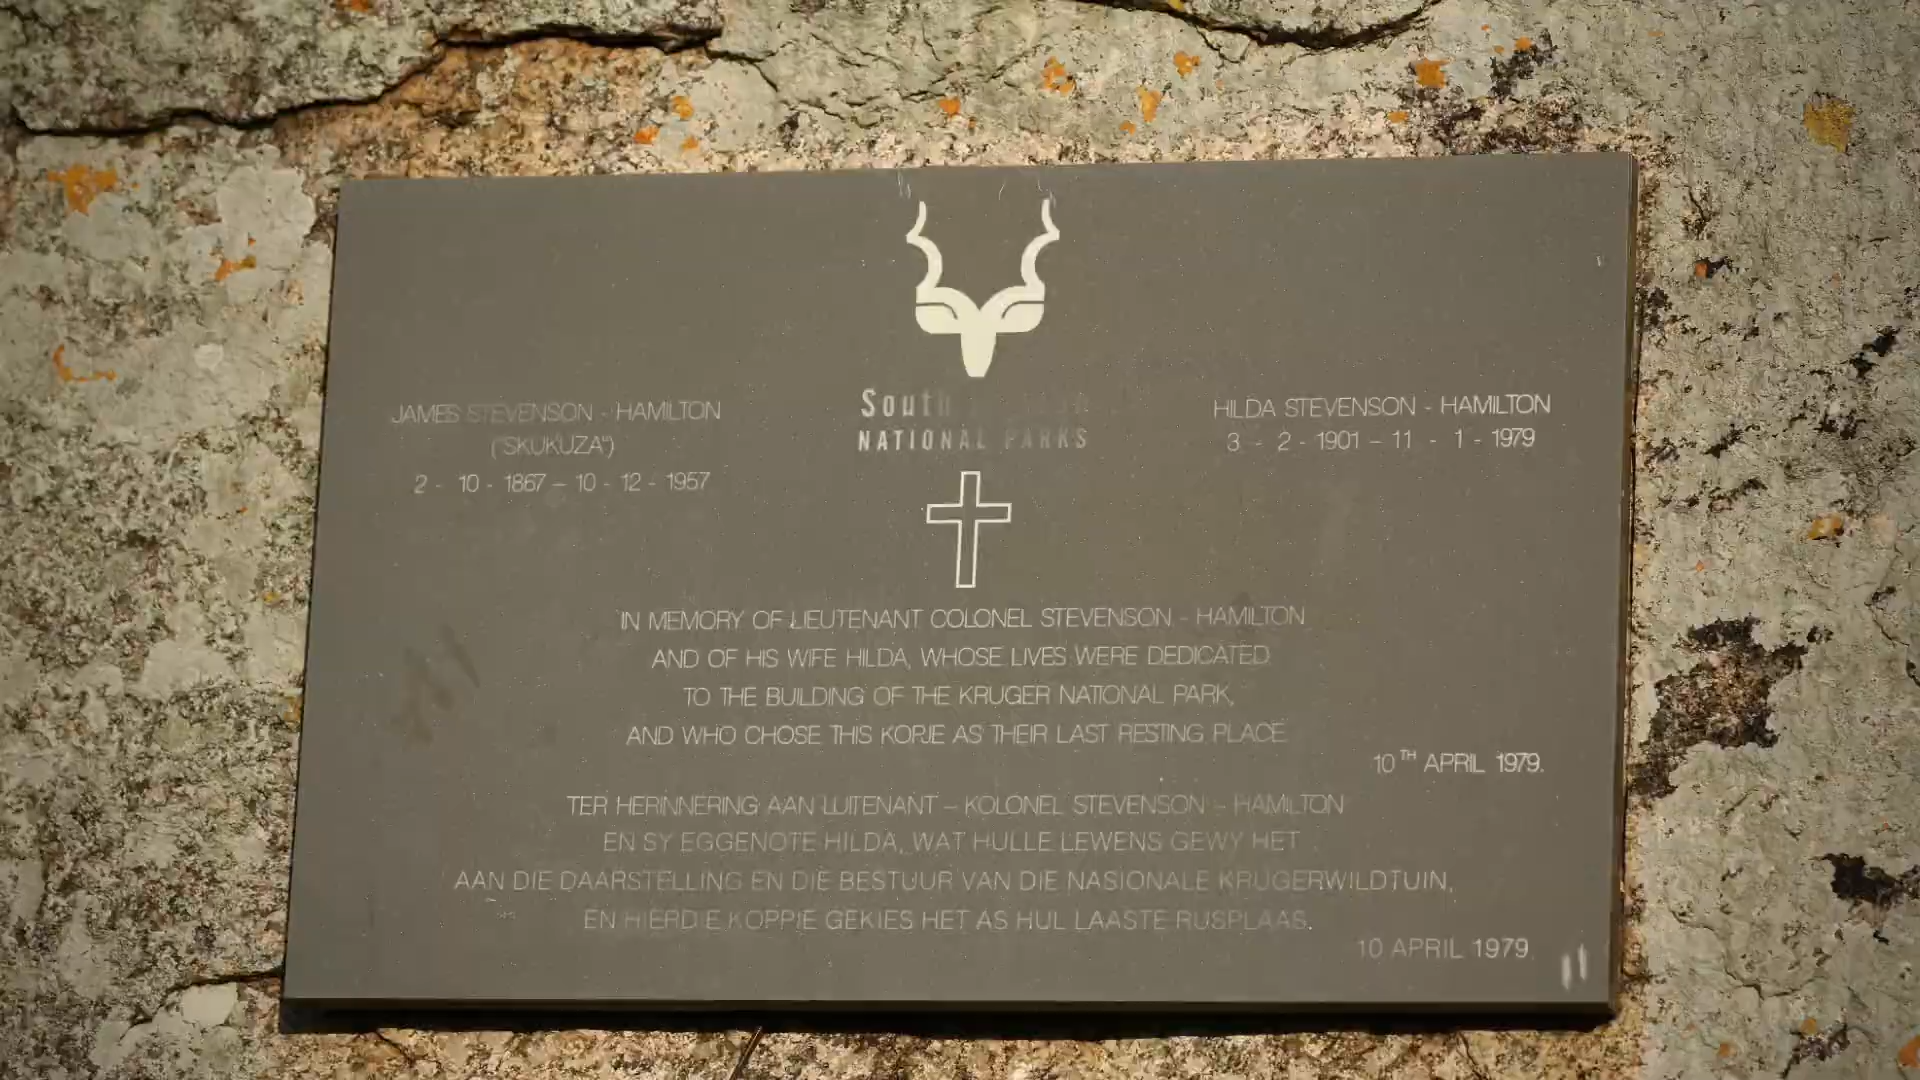 South
NATIONAL PARKS
JAMES STEVENSON - HAMILTON
("SKUKUZA")
2 - 10 - 1867 – 10 - 12 - 1957
HILDA STEVENSON - HAMILTON
3 - 2 - 1901 – 11 - 1 - 1979
IN MEMORY OF LIEUTENANT COLONEL STEVENSON - HAMILTON
AND OF HIS WIFE HILDA, WHOSE LIVES WERE DEDICATED
TO THE BUILDING OF THE KRUGER NATIONAL PARK,
AND WHO CHOSE THIS KOPJE AS THEIR LAST RESTING PLACE
10TH APRIL 1979.
TER HERINNERING AAN LUITENANT – KOLONEL STEVENSON - HAMILTON
EN SY EGGENOTE HILDA, WAT HULLE LEWENS GEWY HET
AAN DIE DAARSTELLING EN DIE BESTUUR VAN DIE NASIONALE KRUGERWILDTUIN,
EN HIERDIE KOPPIE GEKIES HET AS HUL LAASTE RUSPLAAS.
10 APRIL 1979.